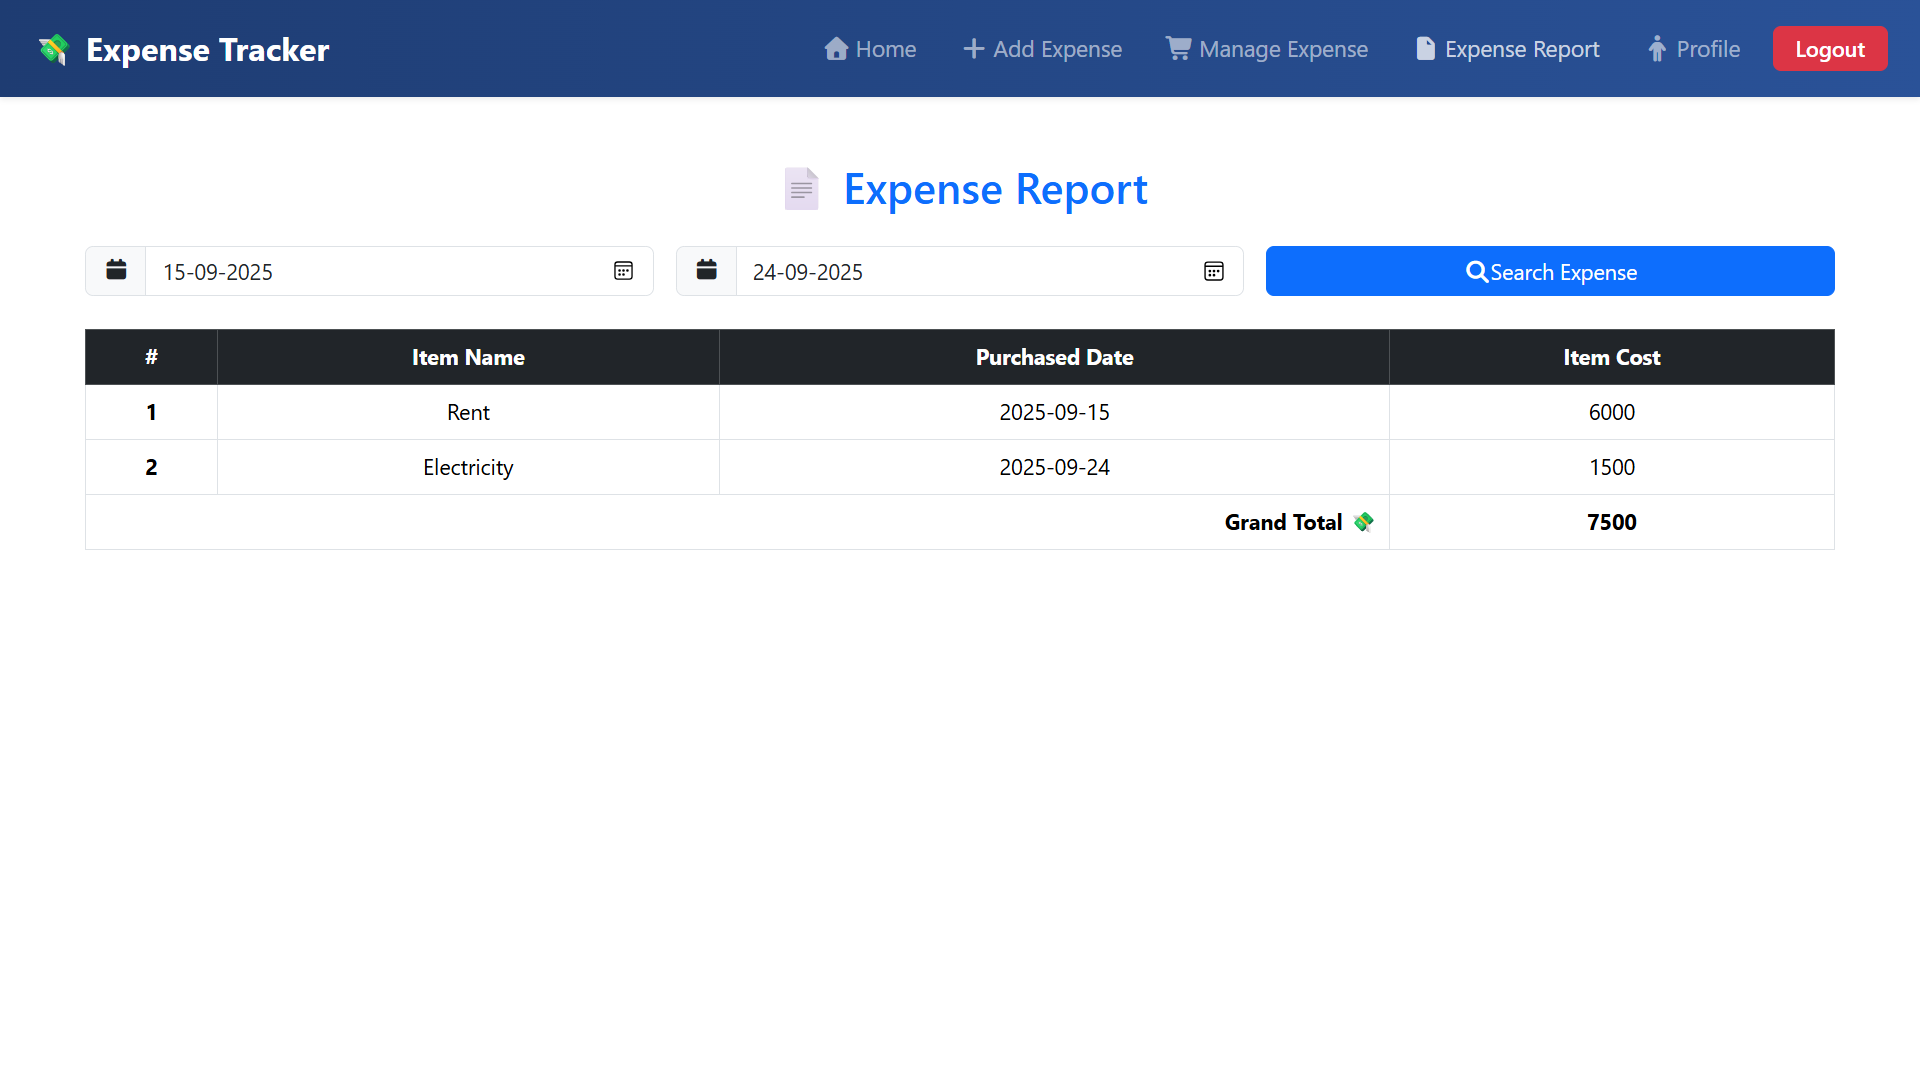 Expense Tracker
Home Add Expense Manage Expense Expense Report Profile Logout
Expense Report
15-09-2025 24-09-2025 Search Expense
# Item Name Purchased Date Item Cost
1 Rent 2025-09-15 6000
2 Electricity 2025-09-24 1500
Grand Total 7500